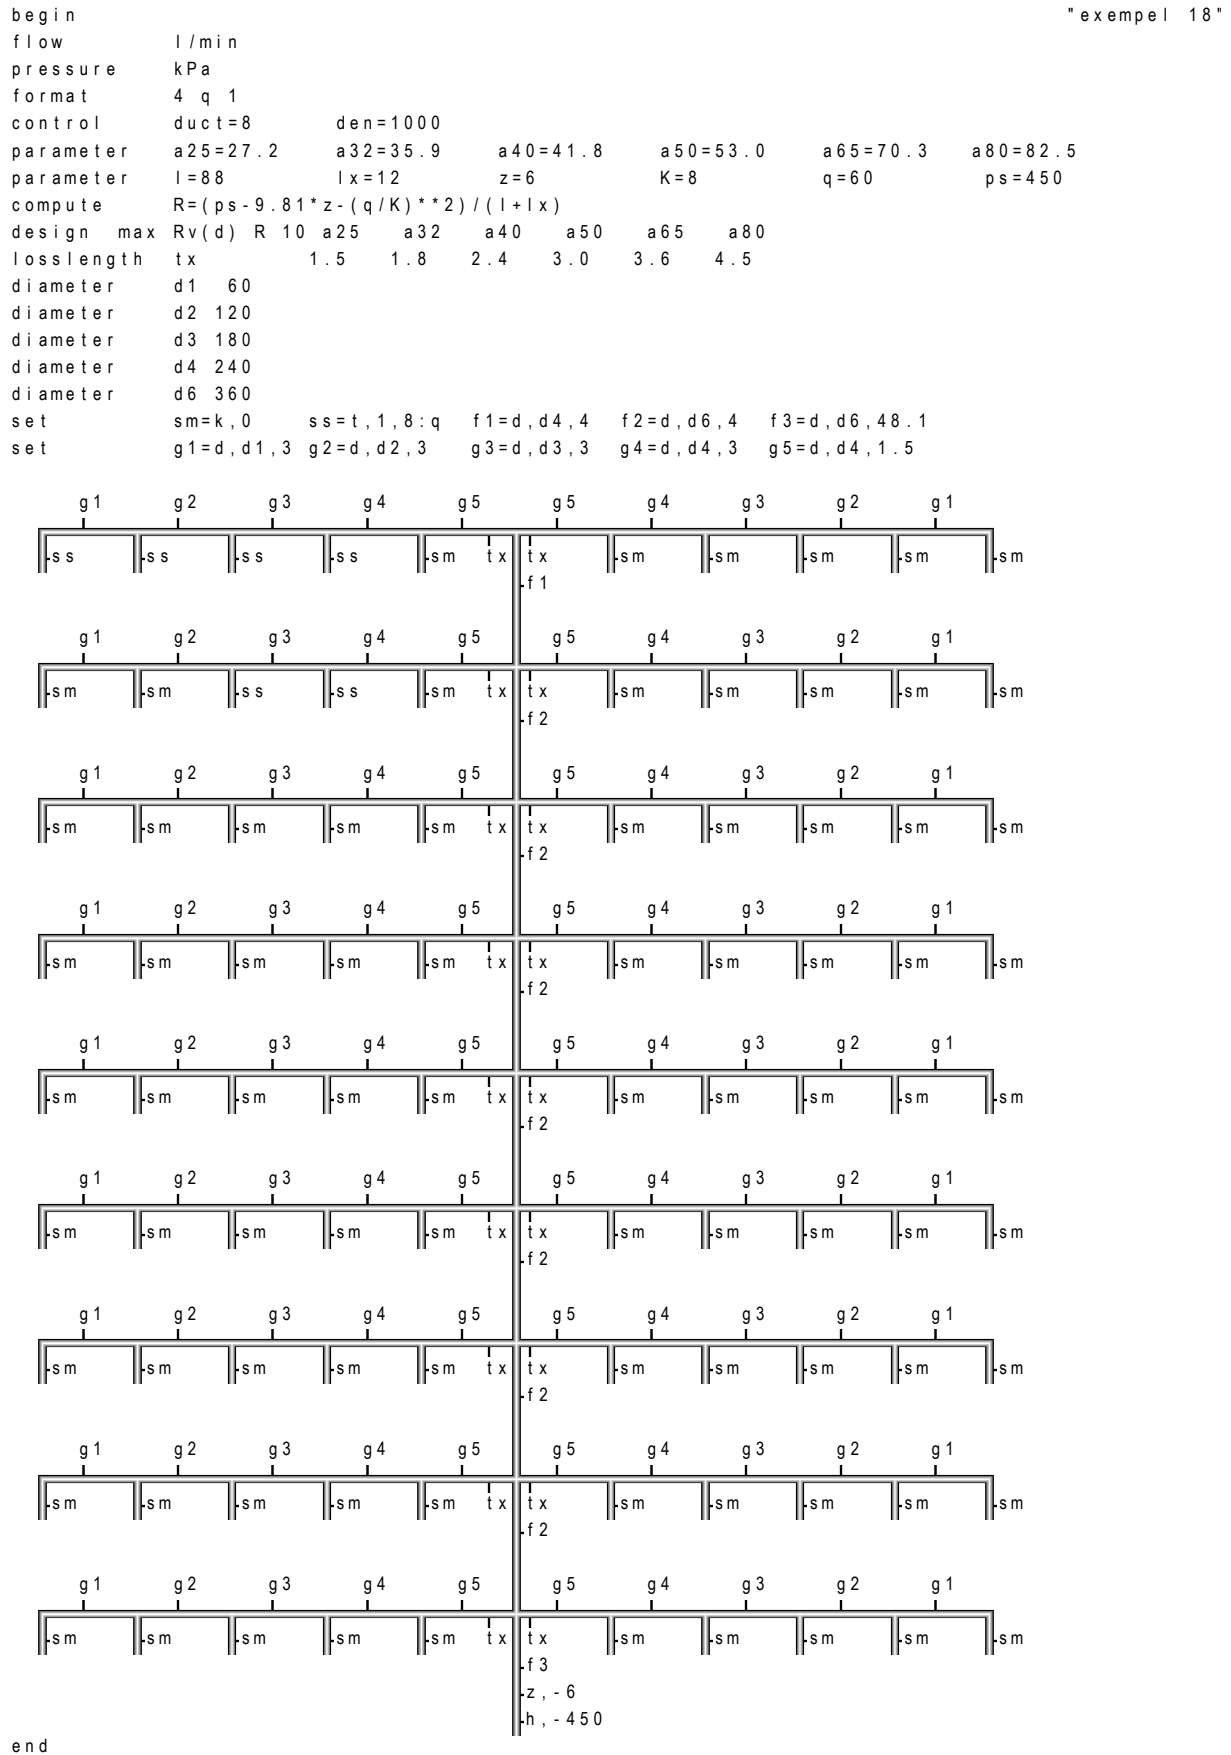 begin "exempel 18"
flow l/min
pressure kPa
format 4 q 1
control duct=8 den=1000
parameter a25=27.2 a32=35.9 a40=41.8 a50=53.0 a65=70.3 a80=82.5
parameter l=88 lx=12 z=6 K=8 q=60 ps=450
compute R=(ps-9.81*z-(q/K)**2)/(l+lx)
design max Rv(d) R 10 a25 a32 a40 a50 a65 a80
losslength tx 1.5 1.8 2.4 3.0 3.6 4.5
diameter d1 60
diameter d2 120
diameter d3 180
diameter d4 240
diameter d6 360
set sm=k,0 ss=t,1,8:q f1=d,d4,4 f2=d,d6,4 f3=d,d6,48.1
set g1=d,d1,3 g2=d,d2,3 g3=d,d3,3 g4=d,d4,3 g5=d,d4,1.5
g1 g2 g3 g4 g5 g5 g4 g3 g2 g1
ss ss ss ss sm tx tx sm sm sm sm sm
f1
g1 g2 g3 g4 g5 g5 g4 g3 g2 g1
sm sm ss ss sm tx tx sm sm sm sm sm
f2
g1 g2 g3 g4 g5 g5 g4 g3 g2 g1
sm sm sm sm sm tx tx sm sm sm sm sm
f2
g1 g2 g3 g4 g5 g5 g4 g3 g2 g1
sm sm sm sm sm tx tx sm sm sm sm sm
f2
g1 g2 g3 g4 g5 g5 g4 g3 g2 g1
sm sm sm sm sm tx tx sm sm sm sm sm
f2
g1 g2 g3 g4 g5 g5 g4 g3 g2 g1
sm sm sm sm sm tx tx sm sm sm sm sm
f2
g1 g2 g3 g4 g5 g5 g4 g3 g2 g1
sm sm sm sm sm tx tx sm sm sm sm sm
f2
g1 g2 g3 g4 g5 g5 g4 g3 g2 g1
sm sm sm sm sm tx tx sm sm sm sm sm
f2
g1 g2 g3 g4 g5 g5 g4 g3 g2 g1
sm sm sm sm sm tx tx sm sm sm sm sm
f3
z,-6
h,-450
end